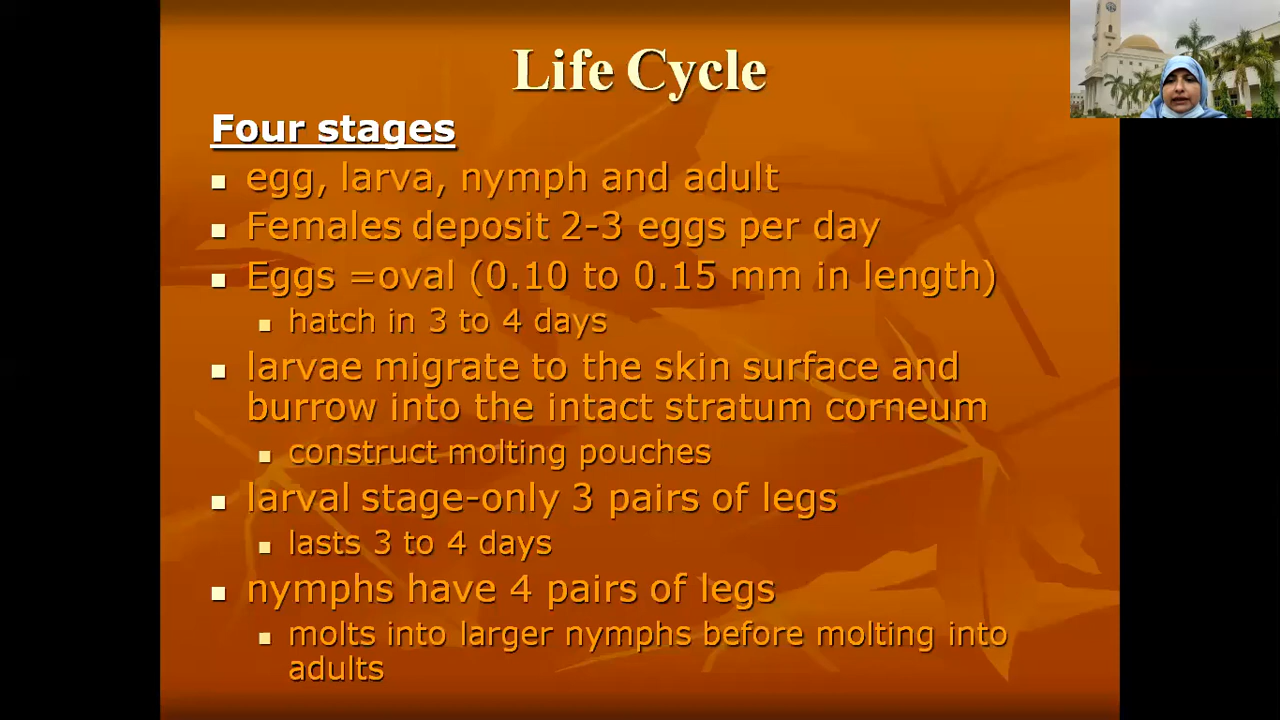 Life Cycle
Four stages
egg, larva, nymph and adult
Females deposit 2-3 eggs per day
Eggs =oval (0.10 to 0.15 mm in length)
hatch in 3 to 4 days
larvae migrate to the skin surface and
burrow into the intact stratum corneum
construct molting pouches
larval stage-only 3 pairs of legs
lasts 3 to 4 days
nymphs have 4 pairs of legs
molts into larger nymphs before molting into
adults